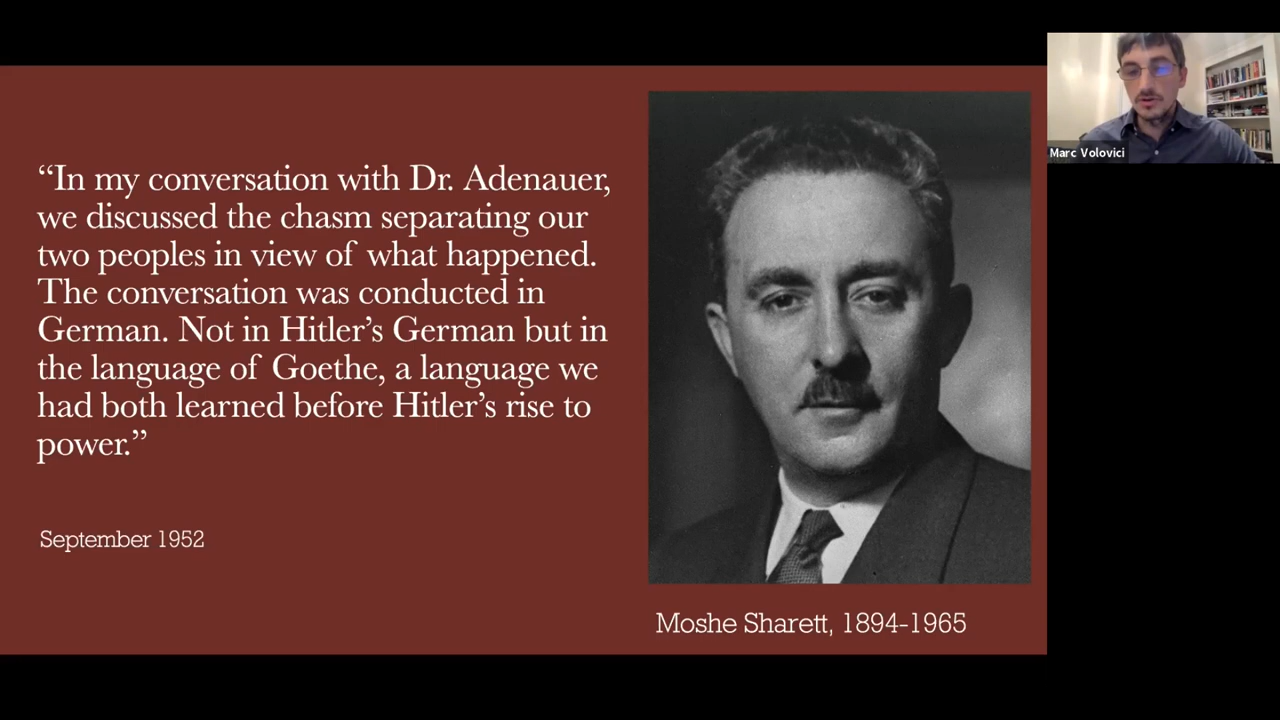 “In my conversation with Dr. Adenauer,
we discussed the chasm separating our
two peoples in view of what happened.
The conversation was conducted in
German. Not in Hitler’s German but in
the language of Goethe, a language we
had both learned before Hitler’s rise to
power.”
September 1952
Moshe Sharett, 1894-1965
Marc Volovici